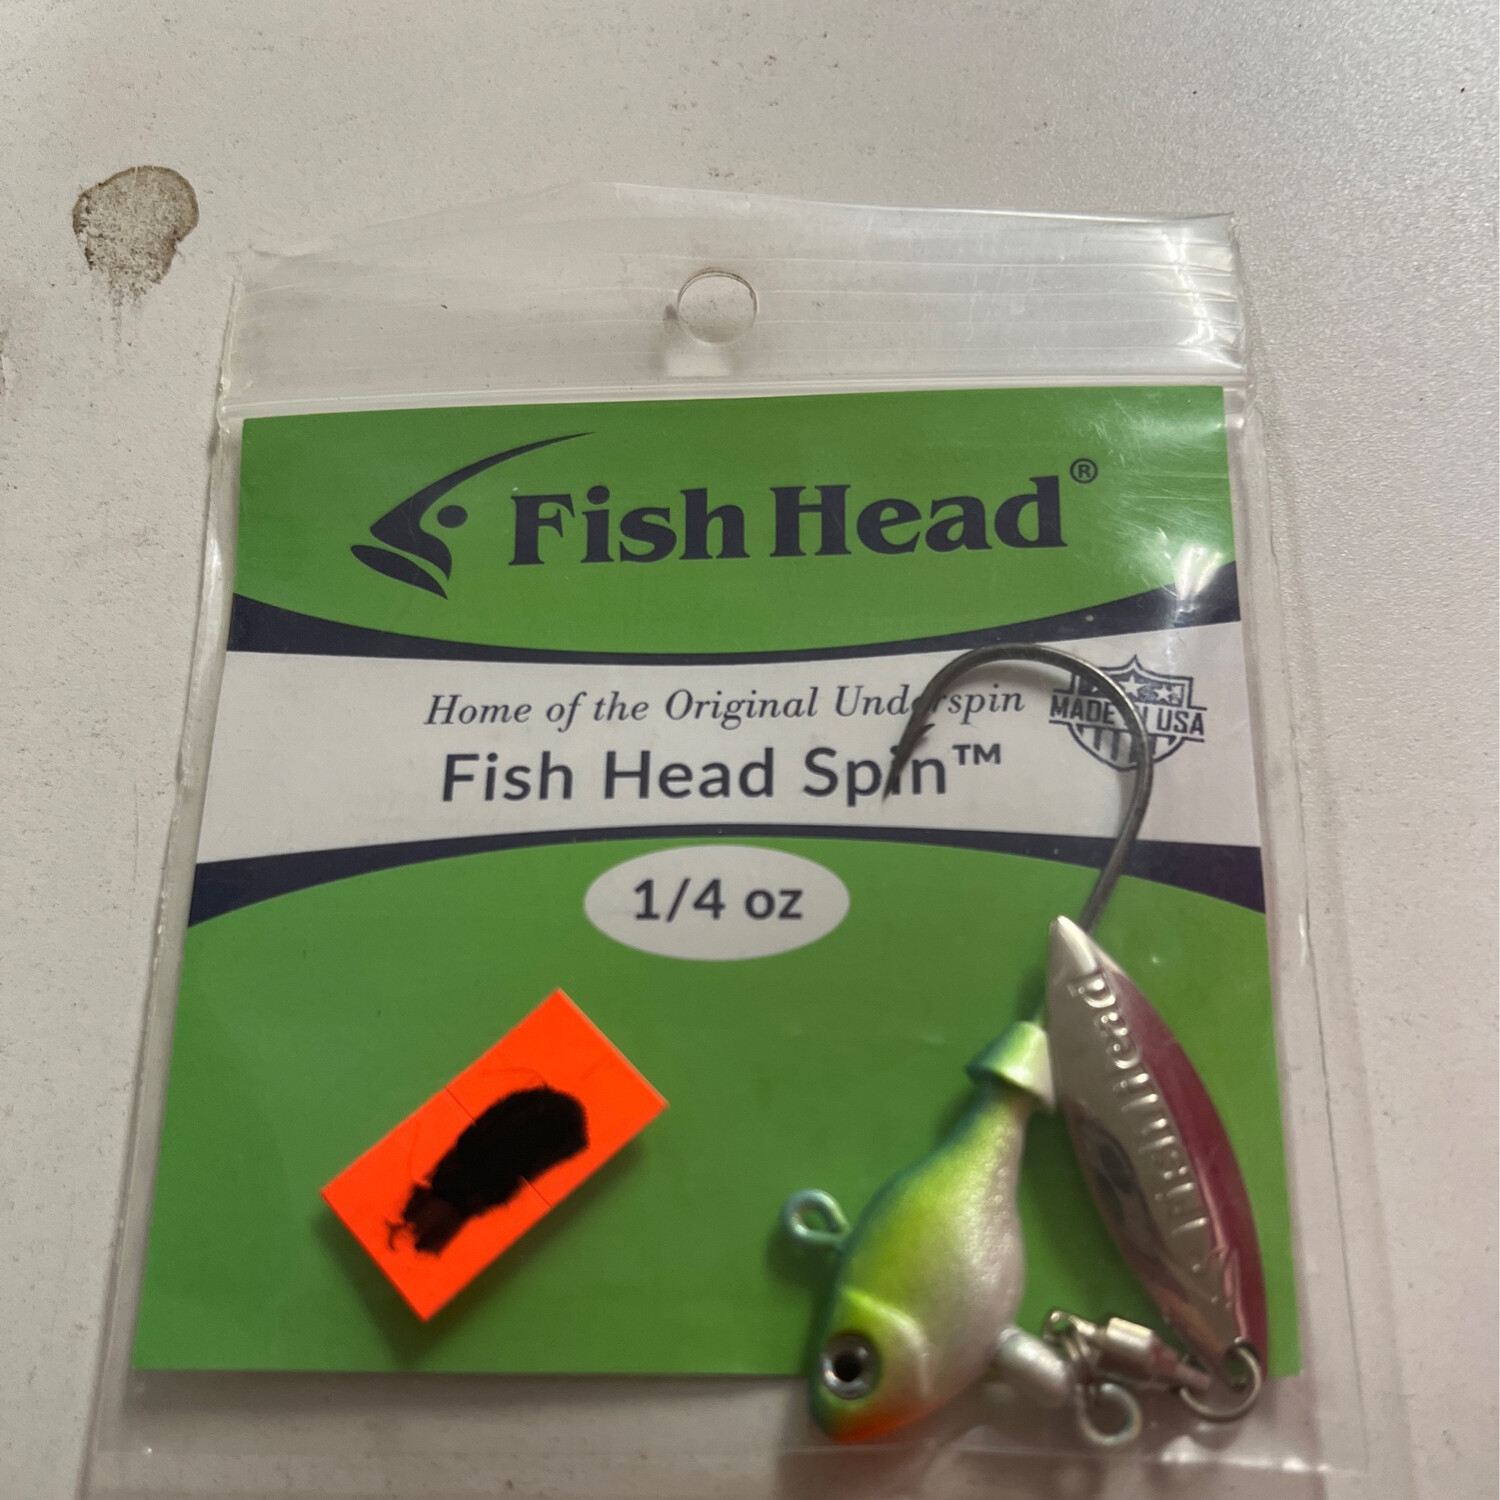 Fish Head®
Home of the Original Underspin
Fish Head Spin™
MADE IN USA
1/4 oz
Fish Head